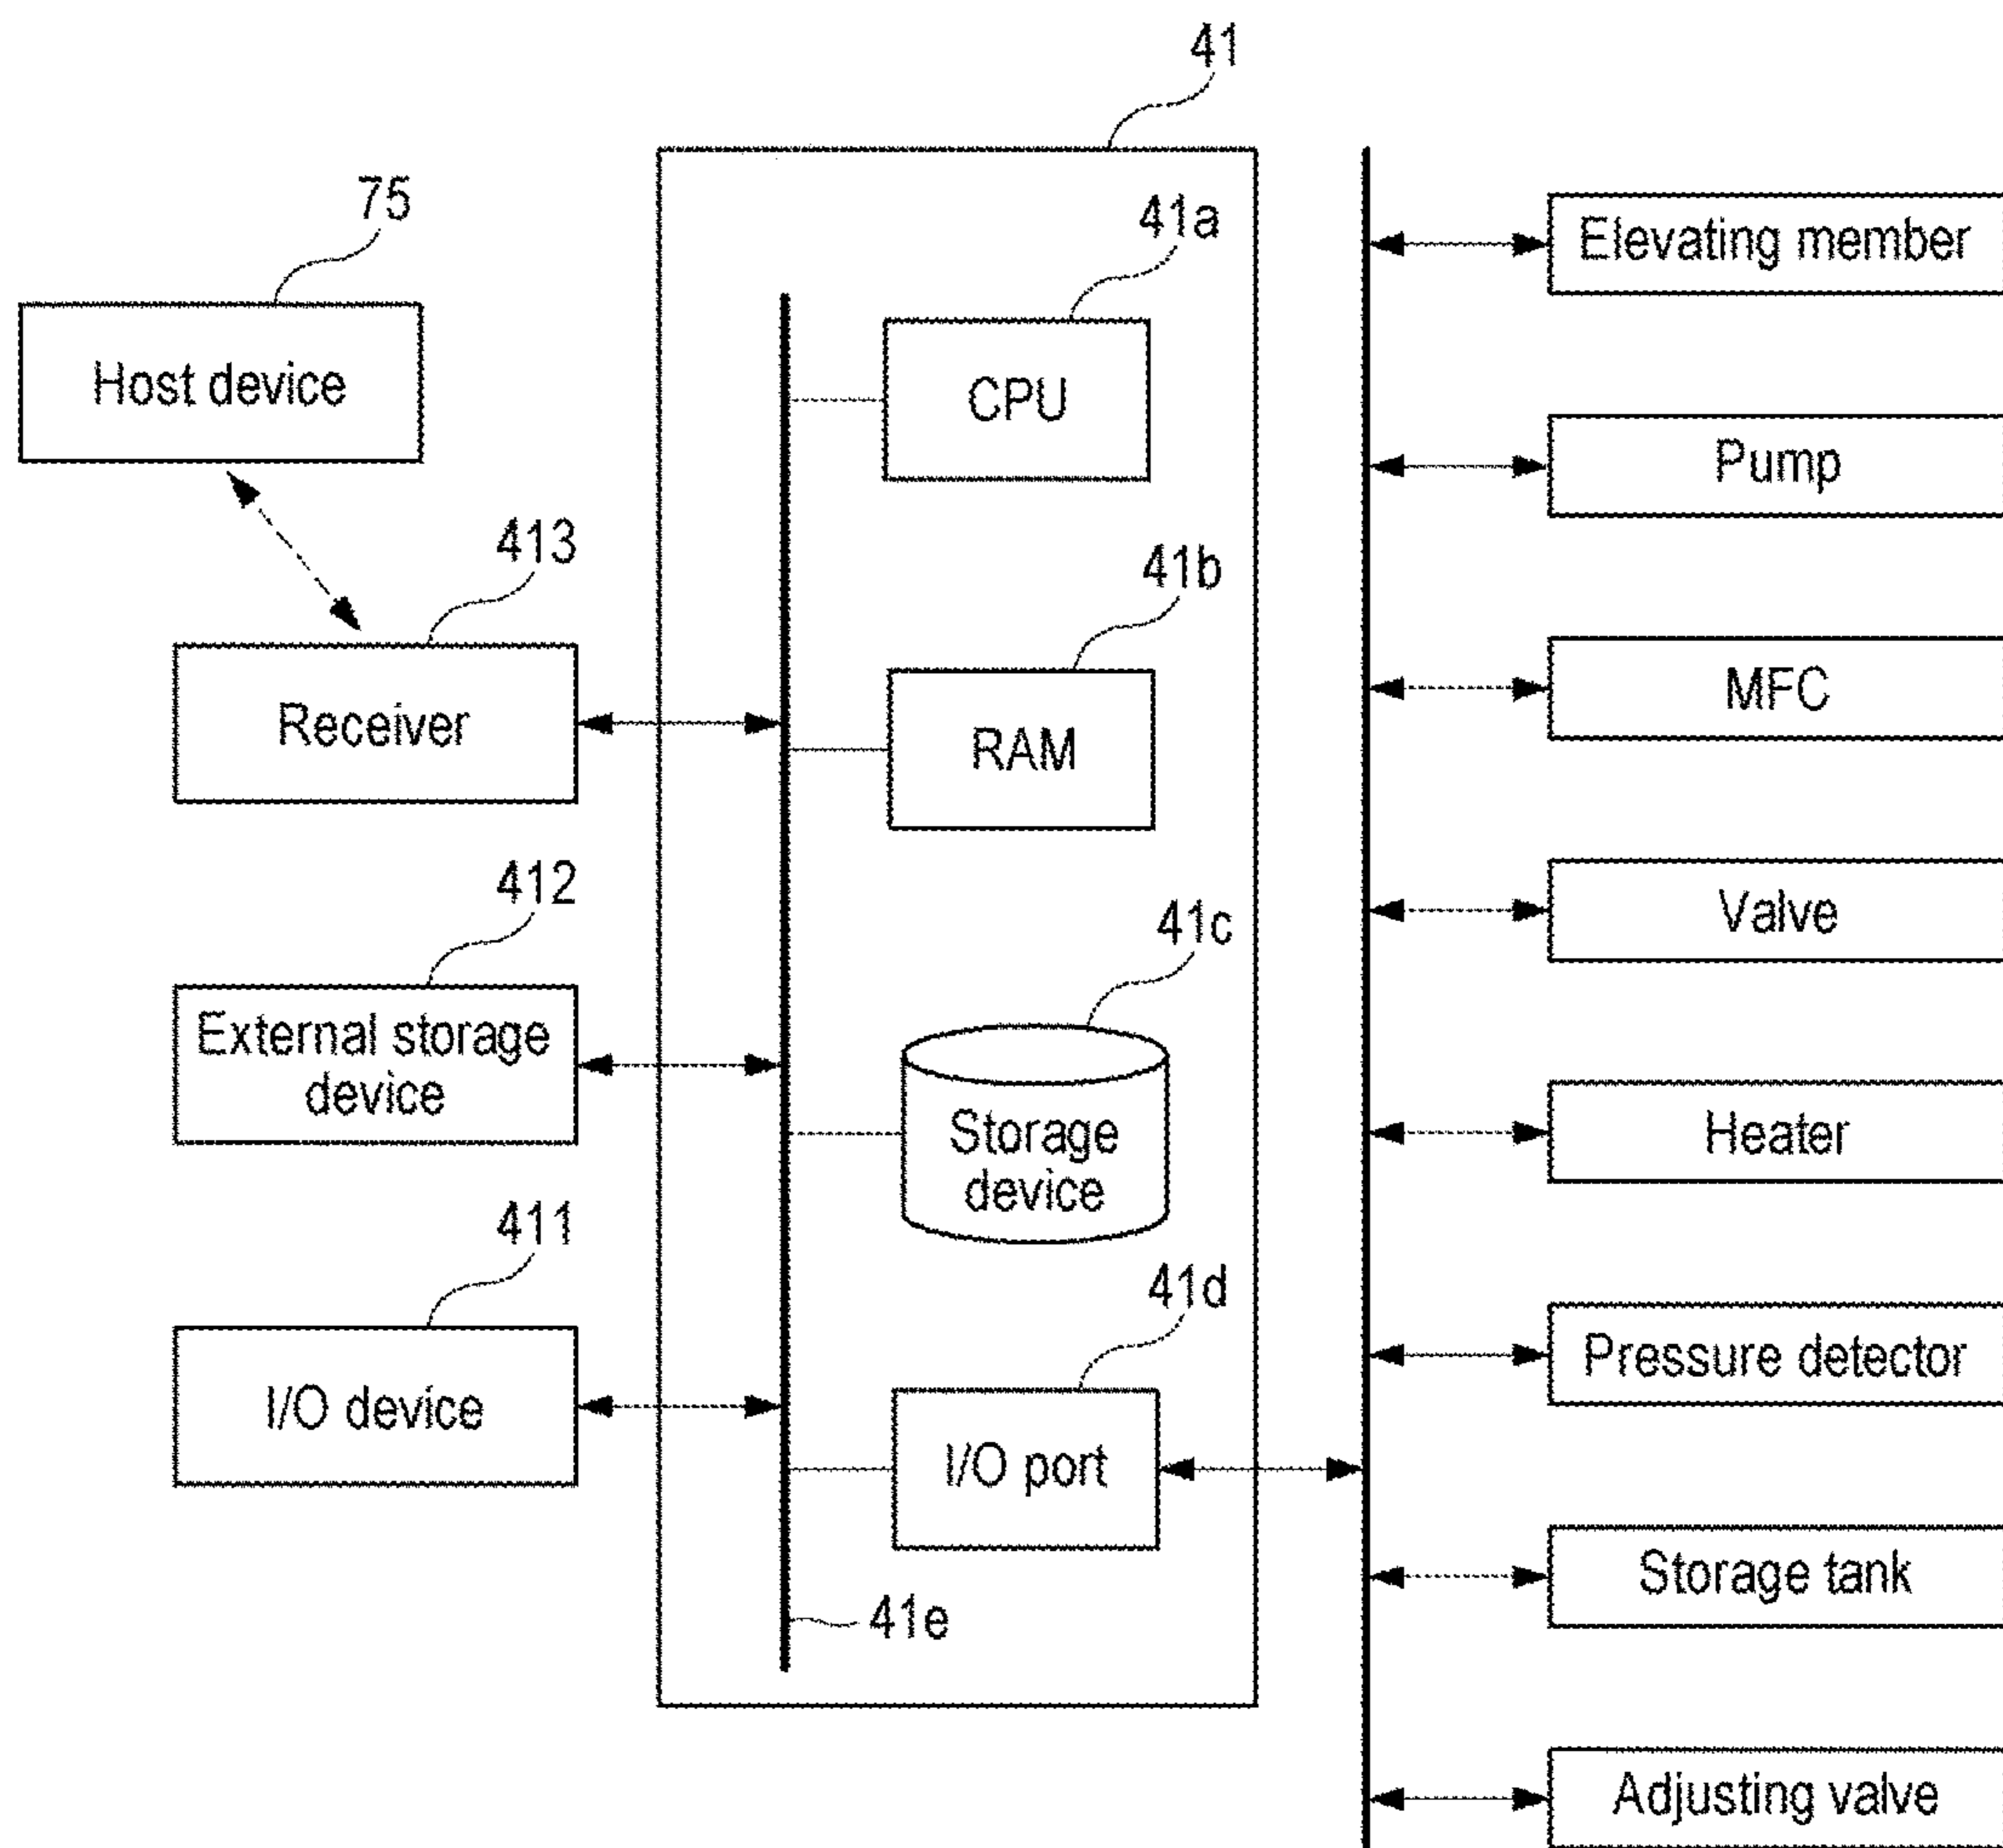 41
75
Host device
413
Receiver
412
External storage
device
411
I/O device
41a
CPU
41b
RAM
41c
Storage
device
41d
I/O port
41e
Elevating member
Pump
MFC
Valve
Heater
Pressure detector
Storage tank
Adjusting valve